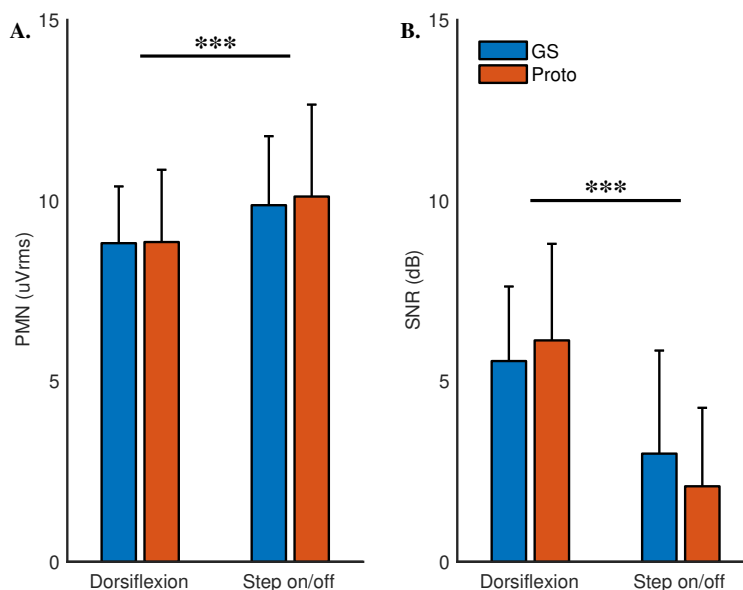 A.
***
15
10
5
0
PMN (uVrms)
Dorsiflexion Step on/off
B.
GS
Proto
***
15
10
5
0
SNR (dB)
Dorsiflexion Step on/off